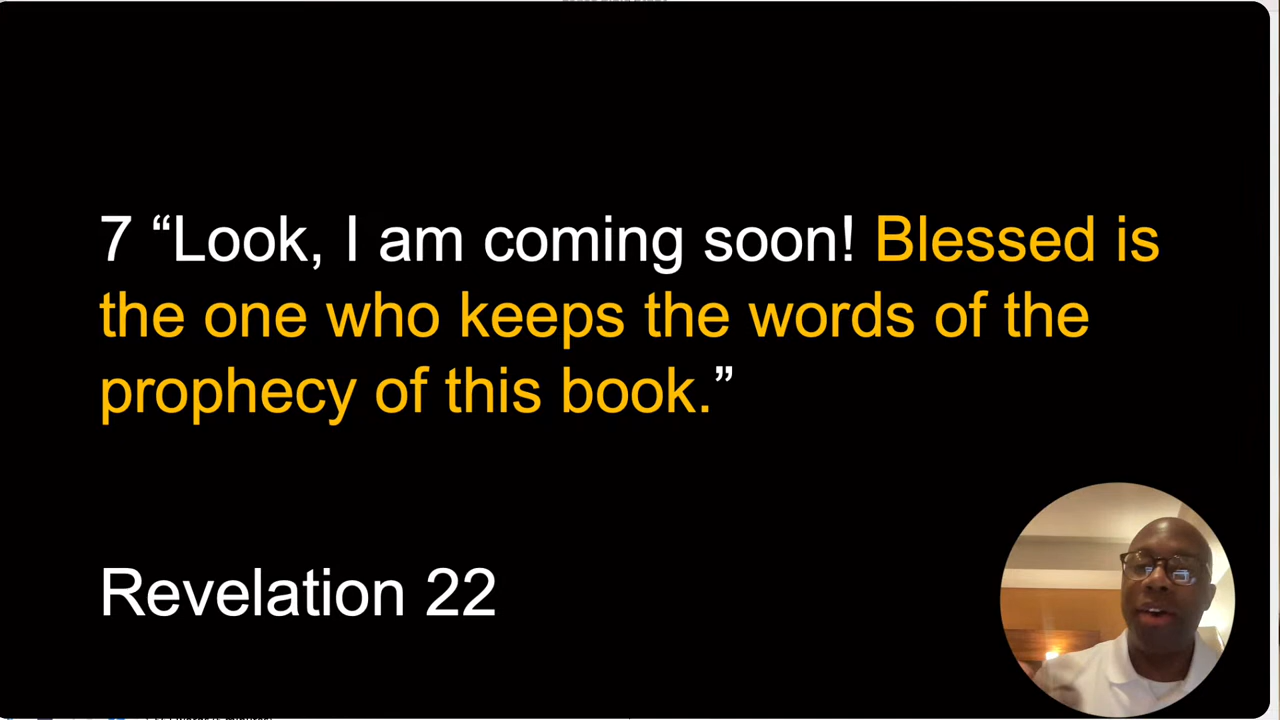 7 “Look, I am coming soon! Blessed is
the one who keeps the words of the
prophecy of this book.”
Revelation 22